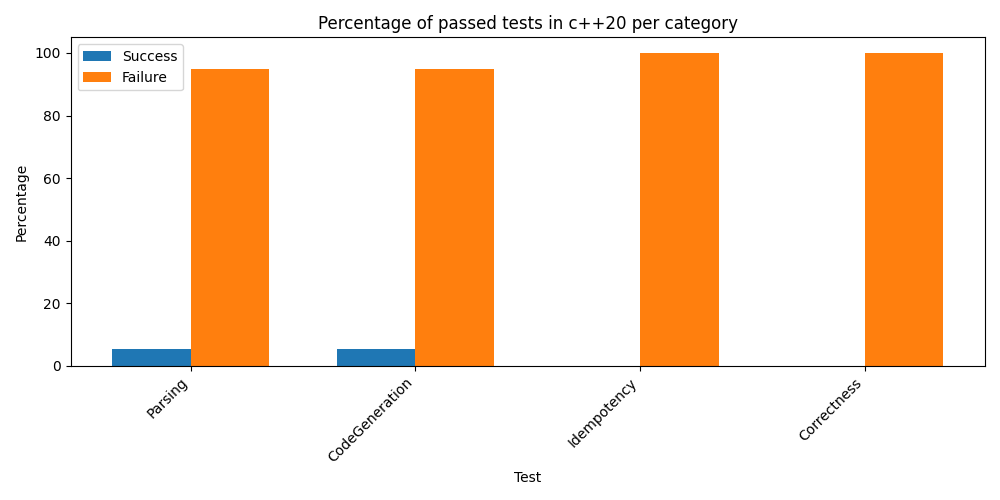 Percentage of passed tests in c++20 per category
Success
Failure
Percentage
100
80
60
40
20
0
Parsing
CodeGeneration
Idempotency
Correctness
Test